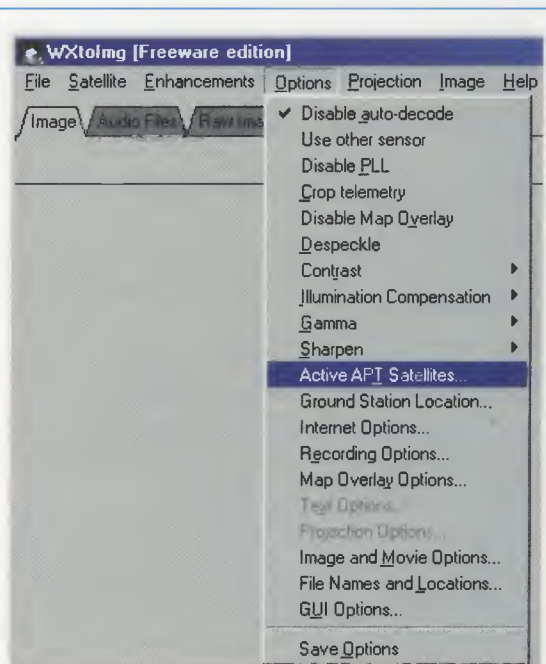 WXtoImg [Freeware edition]
File Satellite Enhancements Options Projection Image Help
Image Audio Files Raw Ima
✔ Disable auto-decode
Use other sensor
Disable PLL
Crop telemetry
Disable Map Overlay
Despeckle
Contrast
Illumination Compensation
Gamma
Sharpen
Active APT Satellites...
Ground Station Location...
Internet Options...
Recording Options...
Map Overlay Options...
Text Options...
Projection Options...
Image and Movie Options...
File Names and Locations...
GUI Options...
Save Options